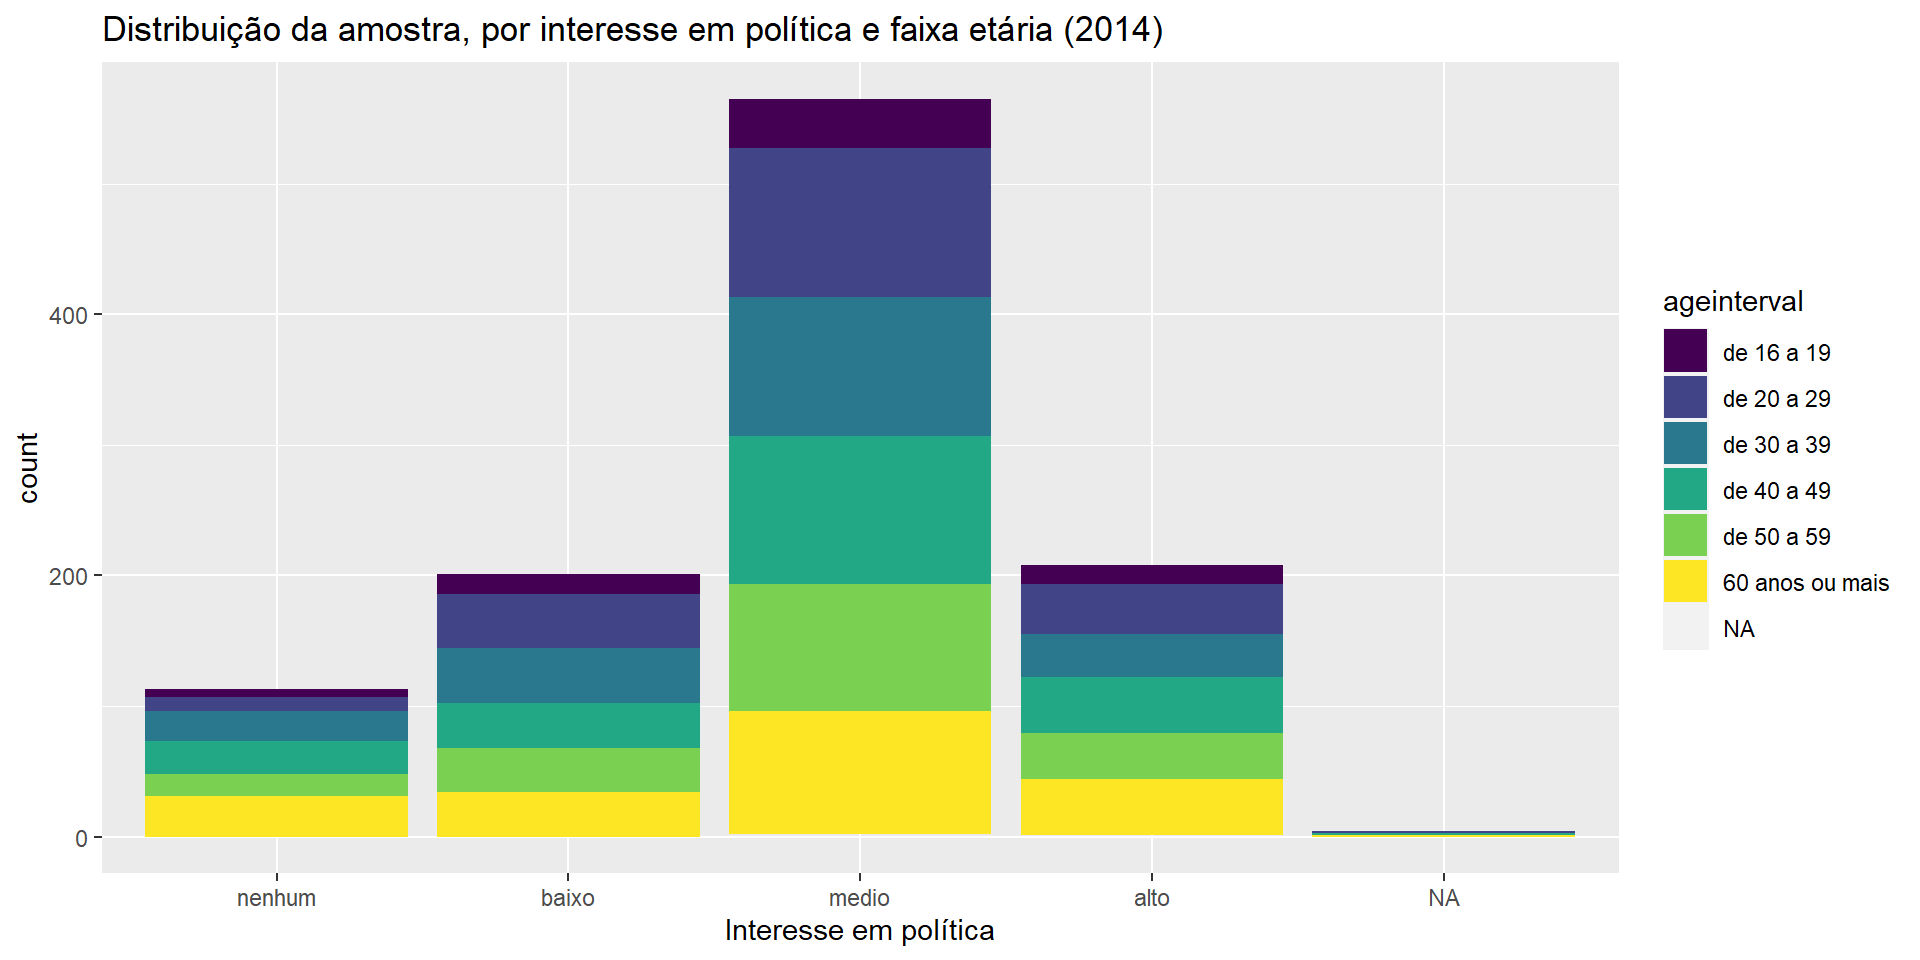 Distribuição da amostra, por interesse em política e faixa etária (2014)
count
400
200
0
nenhum
baixo
medio
alto
NA
Interesse em política
ageinterval
de 16 a 19
de 20 a 29
de 30 a 39
de 40 a 49
de 50 a 59
60 anos ou mais
NA